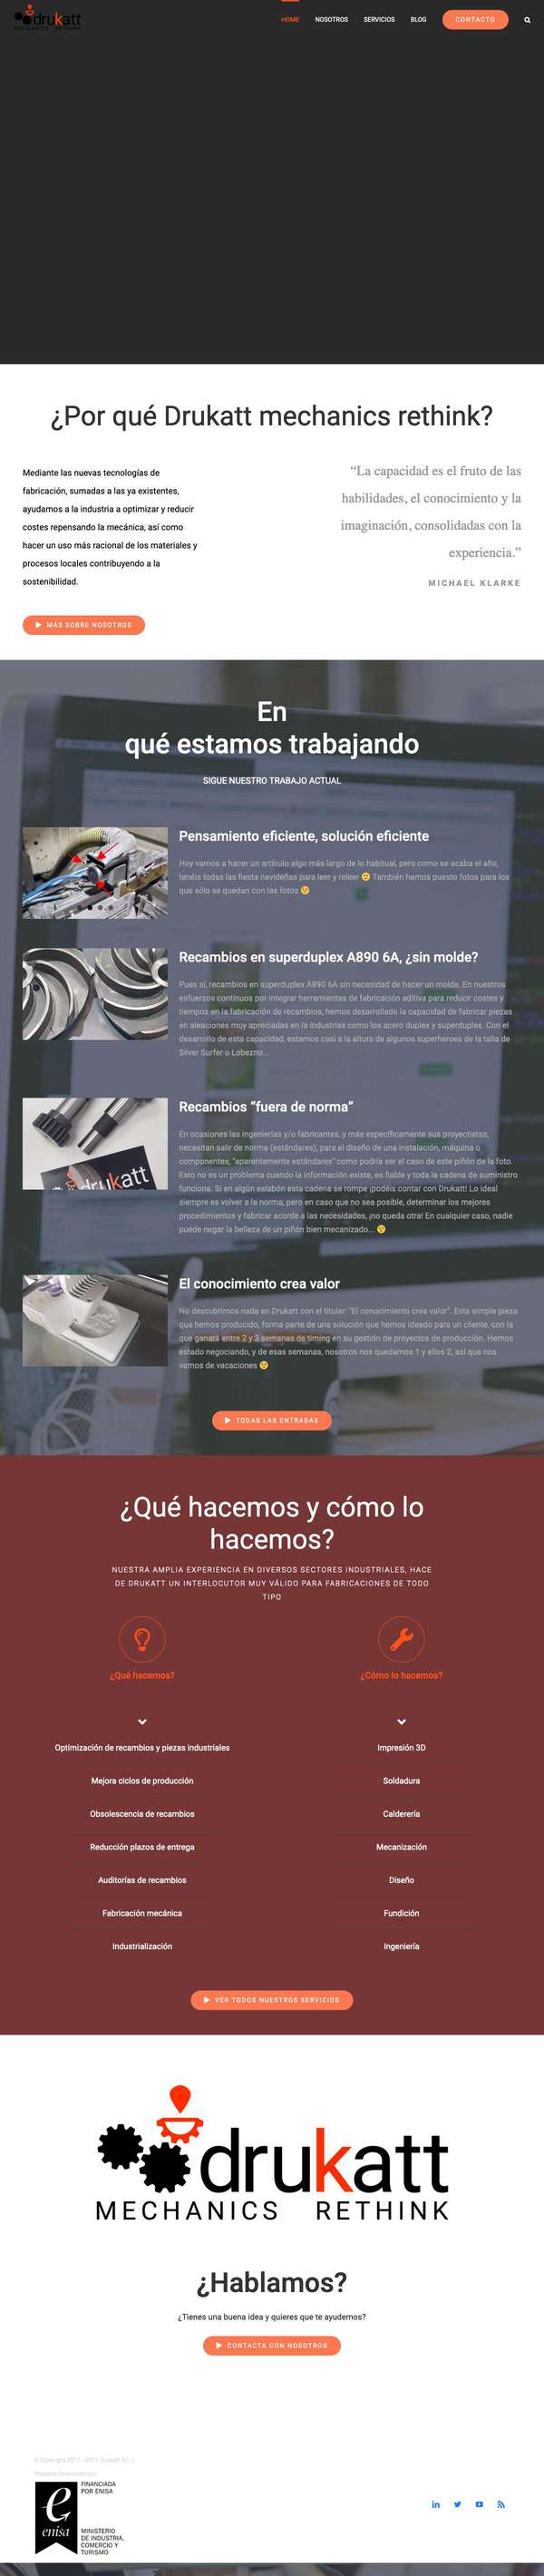 drukatt
MECHANICS RETHINK
HOME
NOSOTROS
SERVICIOS
BLOG
CONTACTO
¿Por qué Drukatt mechanics rethink?
Mediante las nuevas tecnologías de
fabricación, sumadas a las ya existentes,
ayudamos a la industria a optimizar y reducir
costes repensando la mecánica, así como
hacer un uso más racional de los materiales y
procesos locales contribuyendo a la
sostenibilidad.
MÁS SOBRE NOSOTROS
“La capacidad es el fruto de las
habilidades, el conocimiento y la
imaginación, consolidadas con la
experiencia.”
MICHAEL KLARKE
En
qué estamos trabajando
SIGUE NUESTRO TRABAJO ACTUAL
Pensamiento eficiente, solución eficiente
Hoy vamos a hacer un artículo algo más largo de lo habitual, pero como se acaba el año,
tenéis todas las fiesta navideñas para leer y releer 🙂 También hemos puesto fotos para los
que sólo se quedan con las fotos 😉
Recambios en superduplex A890 6A, ¿sin molde?
Pues sí, recambios en superduplex A890 6A sin necesidad de hacer un molde. En nuestros
esfuerzos continuos por integrar herramientas de fabricación aditiva para reducir costes y
tiempos en la fabricación de recambios, hemos desarrollado la capacidad de fabricar piezas
en aleaciones muy apreciadas en la industrias como los acero duplex y superduplex. Con el
desarrollo de esta capacidad, estamos casi a la altura de algunos superheroes de la talla de
Silver Surfer o Lobezno...
Recambios “fuera de norma”
En ocasiones las ingenierías y/o fabricantes, y más específicamente sus proyectistas,
necesitan salir de norma (estándares), para el diseño de una instalación, máquina o
componentes, "aparentemente estándares" como podría ser el caso de este piñón de la foto.
Esto no es un problema cuando la información existe, es fiable y toda la cadena de suministro
funciona. Si en algún eslabón esta cadena se rompe ¡podéis contar con Drukatt! Lo ideal
siempre es volver a la norma, pero en caso que no sea posible, determinar los mejores
procedimientos y fabricar acorde a las necesidades, ¡no queda otra! En cualquier caso, nadie
puede negar la belleza de un piñón bien mecanizado... 😉
drukatt
El conocimiento crea valor
No descubrimos nada en Drukatt con el titular: "El conocimiento crea valor". Esta simple pieza
que hemos producido, forma parte de una solución que hemos ideado para un cliente, con la
que ganará entre 2 y 3 semanas de timing en su gestión de proyectos de producción. Hemos
estado negociando, y de esas semanas, nosotros nos quedamos 1 y ellos 2, así que nos
vamos de vacaciones 😉
TODAS LAS ENTRADAS
¿Qué hacemos y cómo lo
hacemos?
NUESTRA AMPLIA EXPERIENCIA EN DIVERSOS SECTORES INDUSTRIALES, HACE
DE DRUKATT UN INTERLOCUTOR MUY VÁLIDO PARA FABRICACIONES DE TODO
TIPO
¿Qué hacemos?
Optimización de recambios y piezas industriales
Mejora ciclos de producción
Obsolescencia de recambios
Reducción plazos de entrega
Auditorías de recambios
Fabricación mecánica
Industrialización
¿Cómo lo hacemos?
Impresión 3D
Soldadura
Calderería
Mecanización
Diseño
Fundición
Ingeniería
VER TODOS NUESTROS SERVICIOS
drukatt
MECHANICS RETHINK
¿Hablamos?
¿Tienes una buena idea y quieres que te ayudemos?
CONTACTA CON NOSOTROS
© Copyright 2017 - 2021 Drukatt S.L. |
Proyecto financiado por:
FINANCIADA
POR ENISA
e
enisa
MINISTERIO
DE INDUSTRIA,
COMERCIO Y
TURISMO